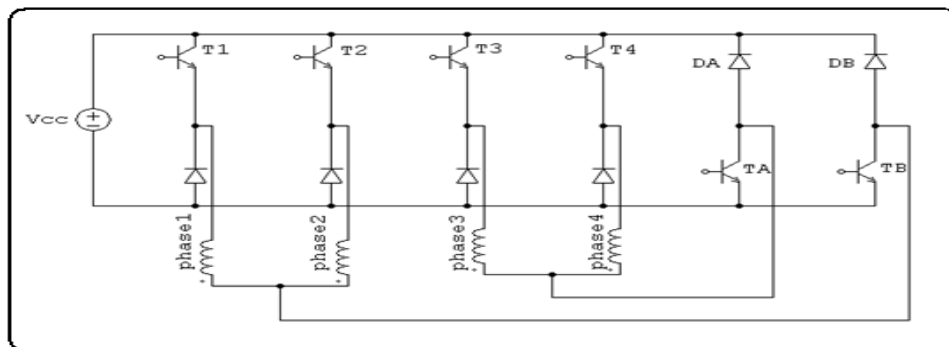 T1
T2
T3
T4
DA
DB
Vcc
TA
TB
phase1
phase2
phase3
phase4